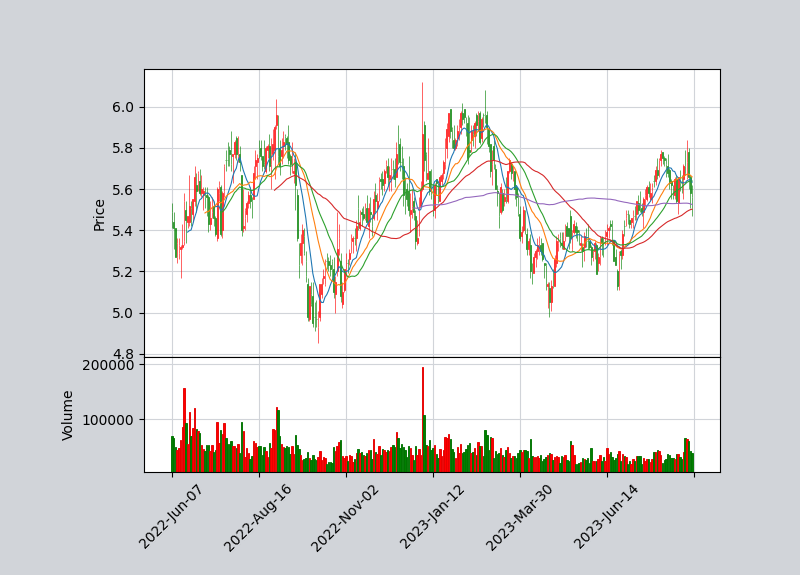 6.0
5.8
5.6
5.4
5.2
5.0
4.8
Price
200000
100000
Volume
2022-Jun-07
2022-Aug-16
2022-Nov-02
2023-Jan-12
2023-Mar-30
2023-Jun-14